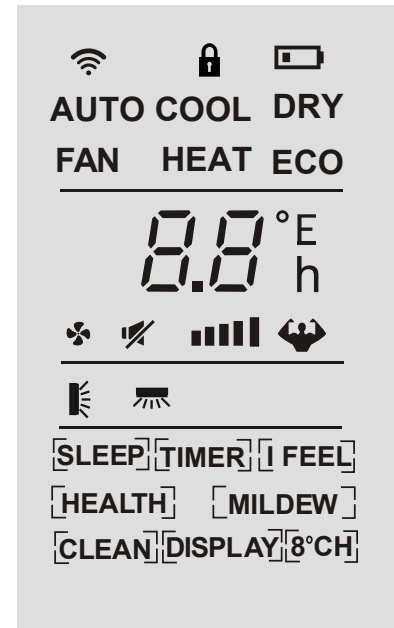 AUTO COOL DRY
FAN HEAT ECO
8.8°E
h
SLEEP TIMER I FEEL
HEALTH MILDEW
CLEAN DISPLAY 8°CH